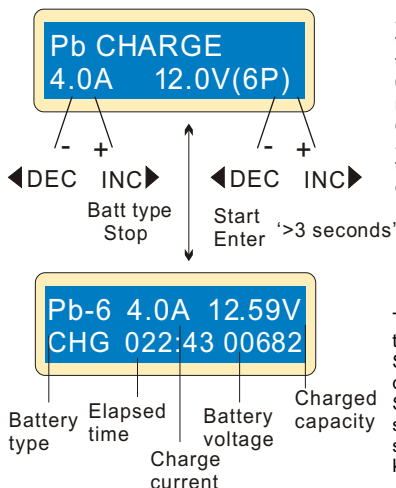 Pb CHARGE
4.0A 12.0V(6P)
- + - +
DEC INC DEC INC
Batt type
Stop
Start
Enter '>3 seconds'
Pb-6 4.0A 12.59V
CHG 022:43 00682
Battery
type
Elapsed
time
Charge
current
Battery
voltage
Charged
capacity